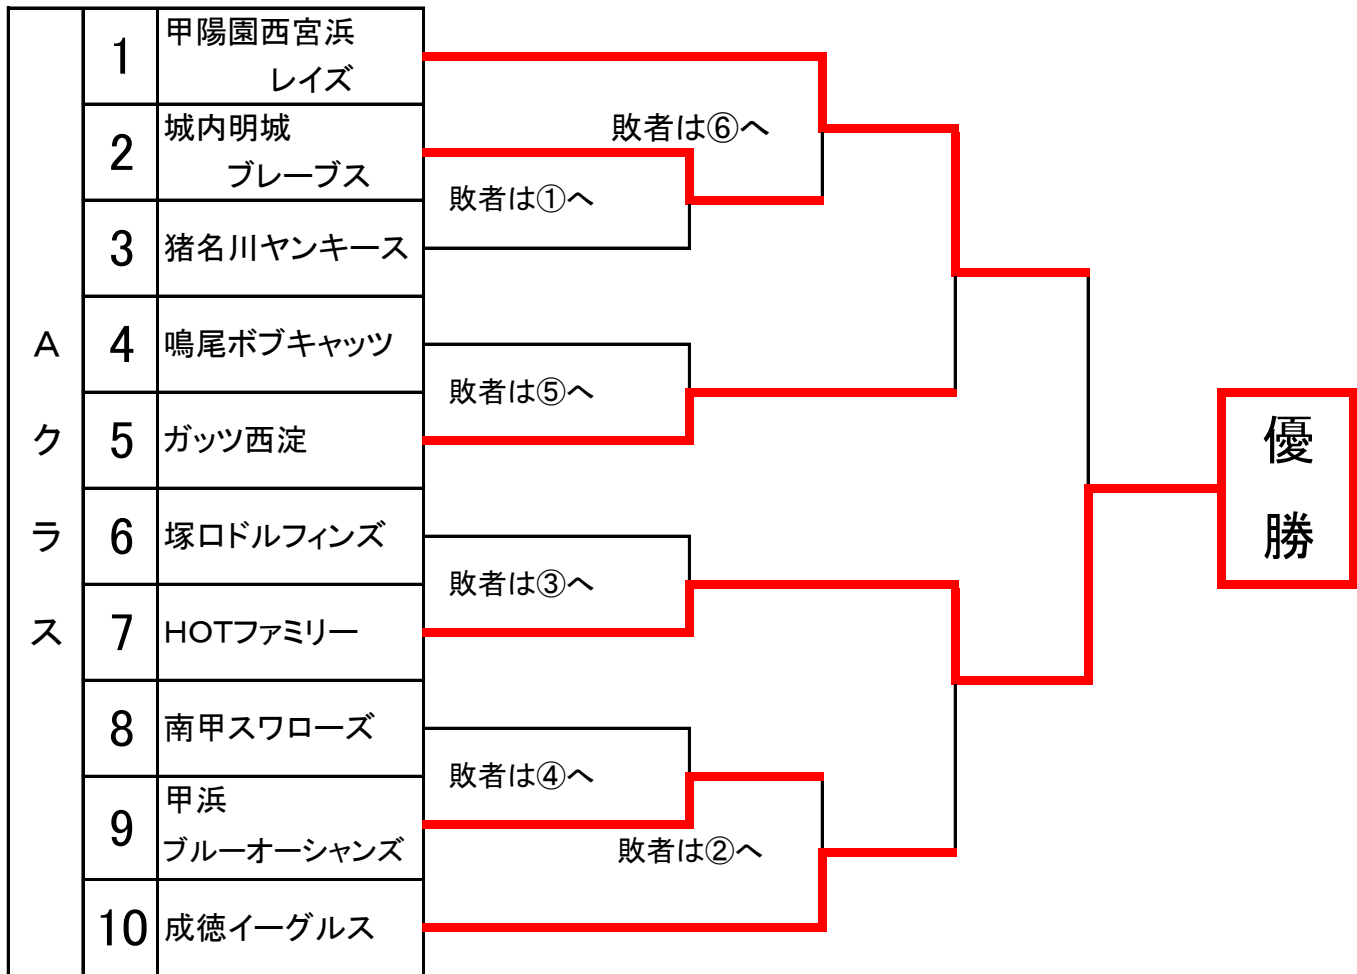 Aクラス
1
甲陽園西宮浜
レイズ
2
城内明城
ブレーブス
3
猪名川ヤンキース
4
鳴尾ボブキャッツ
5
ガッツ西淀
6
塚口ドルフィンズ
7
HOTファミリー
8
南甲スワローズ
9
甲浜
ブルーオーシャンズ
10
成徳イーグルス
敗者は⑥へ
敗者は①へ
敗者は⑤へ
敗者は③へ
敗者は④へ
敗者は②へ
優勝